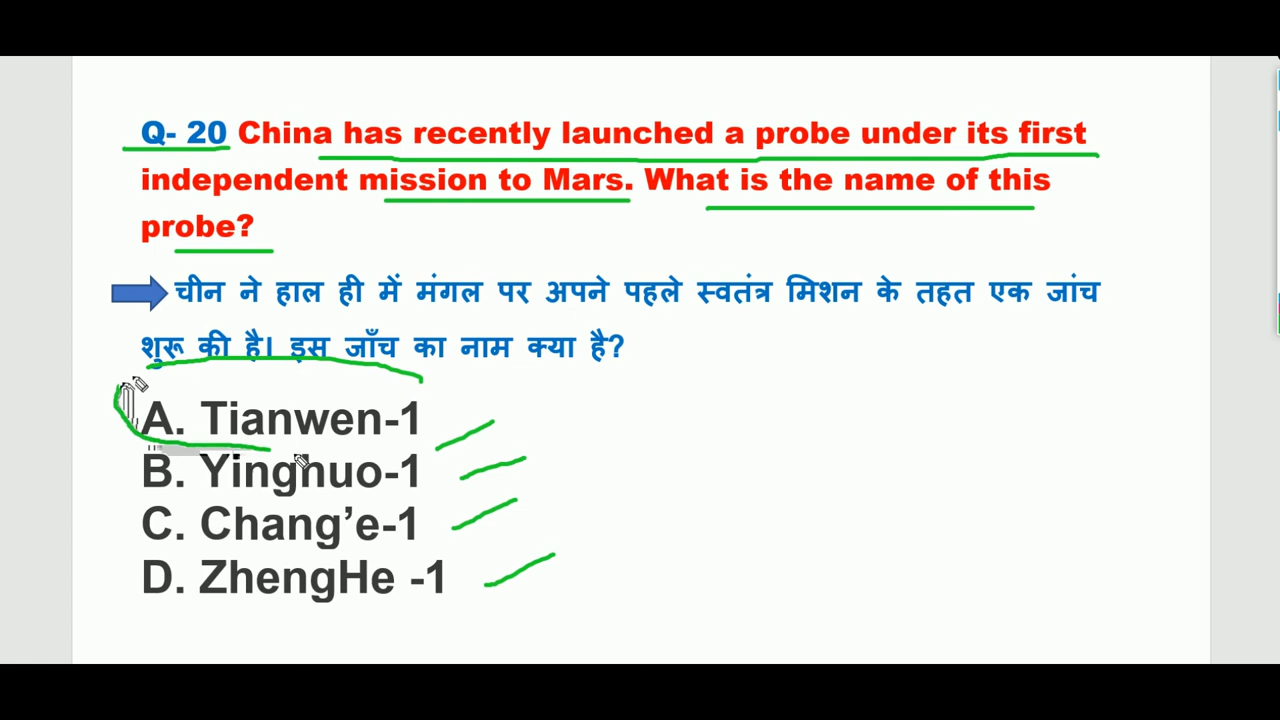 Q- 20 China has recently launched a probe under its first
independent mission to Mars. What is the name of this
probe?
चीन ने हाल ही में मंगल पर अपने पहले स्वतंत्र मिशन के तहत एक जांच
शुरू की है। इस जाँच का नाम क्या है?
A. Tianwen-1
B. Yinghuo-1
C. Chang’e-1
D. ZhengHe -1